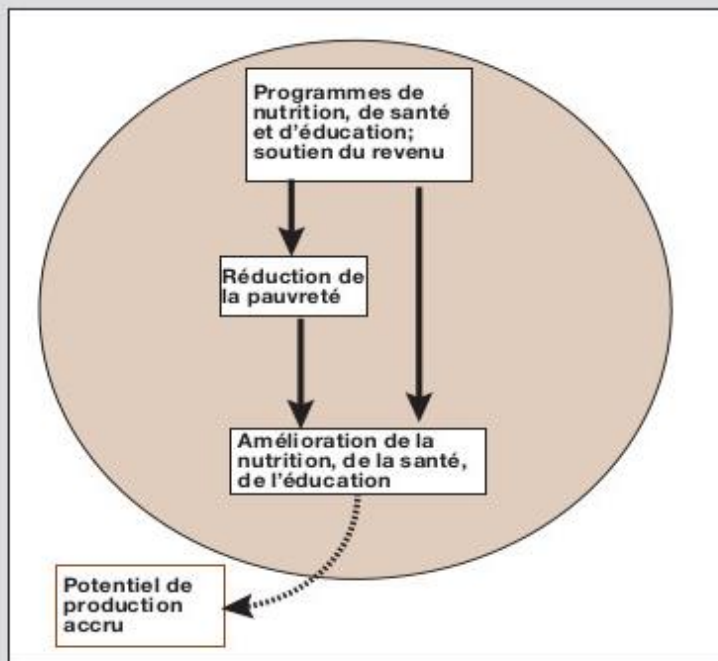 Programmes de
nutrition, de santé
et d'éducation;
soutien du revenu
Réduction de
la pauvreté
Amélioration de la
nutrition, de la santé,
de l'éducation
Potentiel de
production
accru